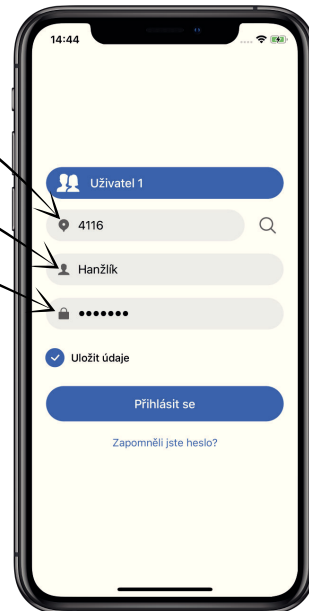 14:44
Uživatel 1
4116
Hanžlík
•••••••
Uložit údaje
Přihlásit se
Zapomněli jste heslo?